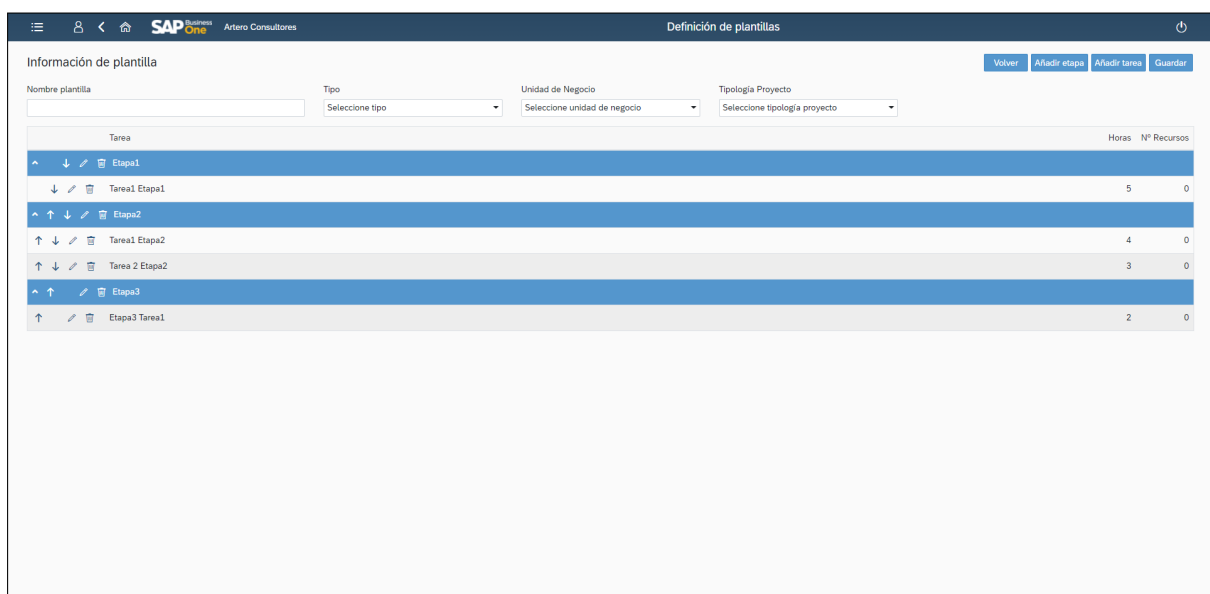 SAP Business One Artero Consultores Definición de plantillas
Información de plantilla Volver Añadir etapa Añadir tarea Guardar
Nombre plantilla Tipo Unidad de Negocio Tipología Proyecto
Seleccione tipo Seleccione unidad de negocio Seleccione tipología proyecto
Tarea Horas Nº Recursos
Etapa1
Tarea1 Etapa1 5 0
Etapa2
Tarea1 Etapa2 4 0
Tarea 2 Etapa2 3 0
Etapa3
Etapa3 Tarea1 2 0